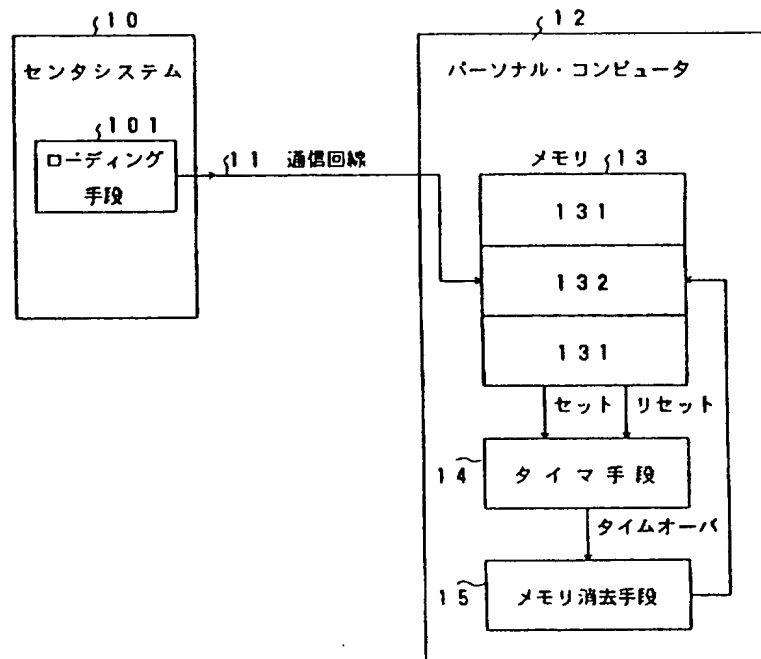 10
センタシステム
101
ローディング
手段
11 通信回線
12
パーソナル・コンピュータ
メモリ 13
131
132
131
セット リセット
14 タイマ手段
タイムオーバ
15 メモリ消去手段